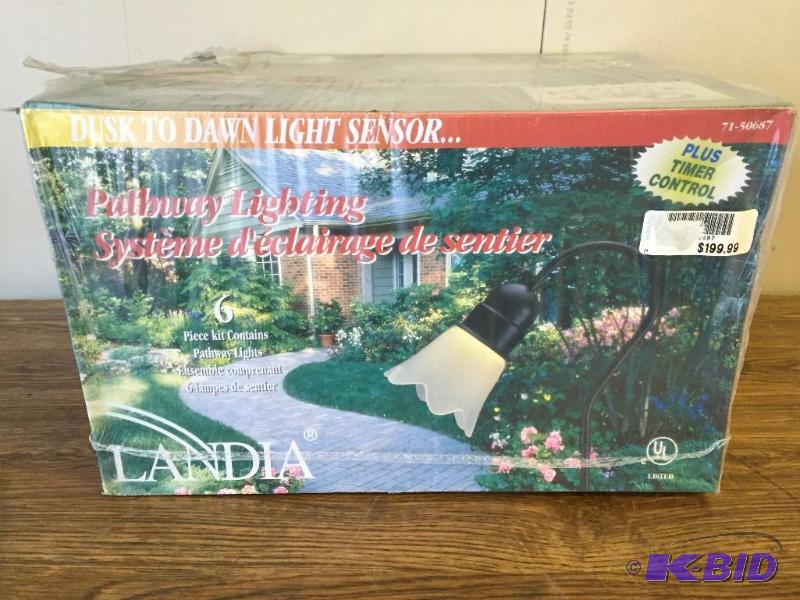 DUSK TO DAWN LIGHT SENSOR...
71-50687
PLUS
TIMER
CONTROL
$199.99
Pathway Lighting
Système d'éclairage de sentier
6
Piece kit Contains
Pathway Lights
Ensemble comprenant
6 lampes de sentier
LANDIA®
UL
LISTED
© K-BID